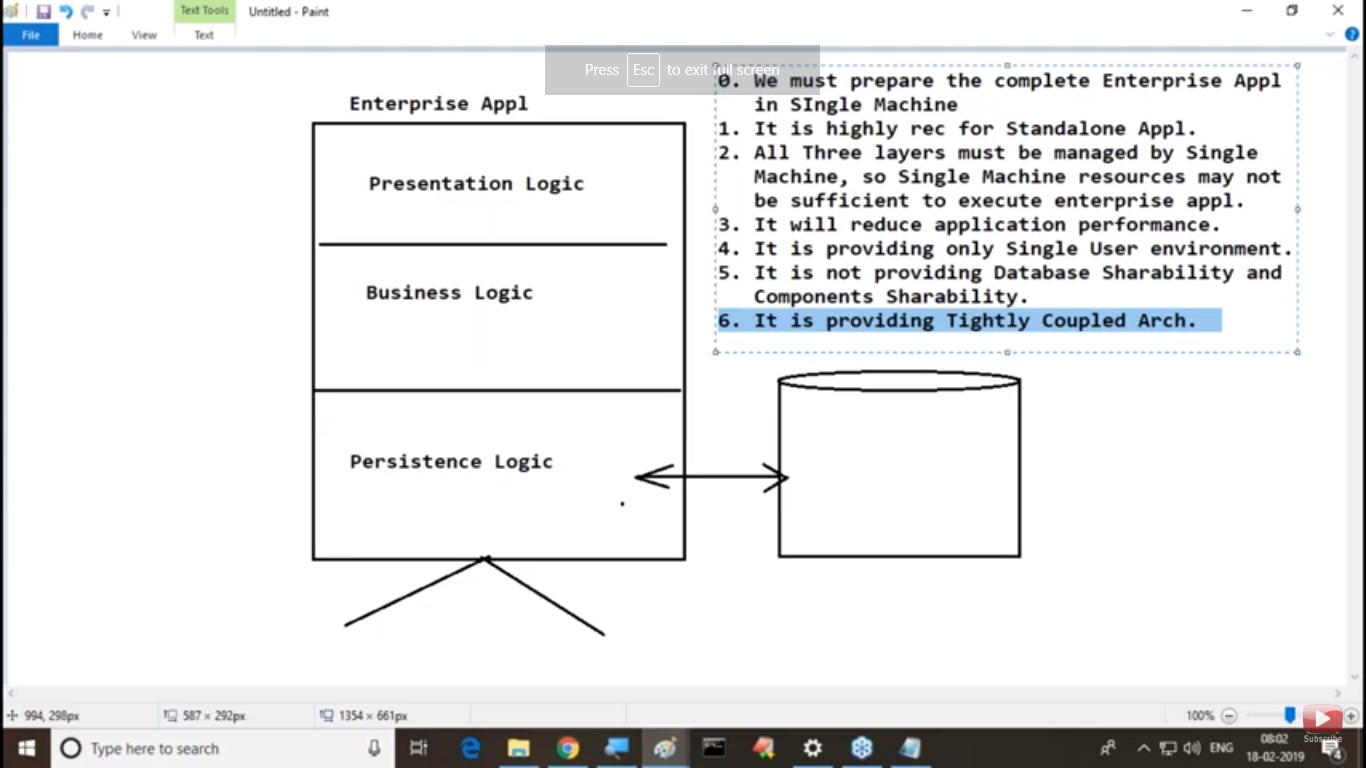 Text Tools
Untitled - Paint
File
Home
View
Text
Press Esc to exit full screen
Enterprise Appl
Presentation Logic
Business Logic
Persistence Logic
0. We must prepare the complete Enterprise Appl
in SIngle Machine
1. It is highly rec for Standalone Appl.
2. All Three layers must be managed by Single
Machine, so Single Machine resources may not
be sufficient to execute enterprise appl.
3. It will reduce application performance.
4. It is providing only Single User environment.
5. It is not providing Database Sharability and
Components Sharability.
6. It is providing Tightly Coupled Arch.
994, 298px
587 × 292px
1354 × 661px
100%
Type here to search
ENG
08:02
18-02-2019
4
Subscribe